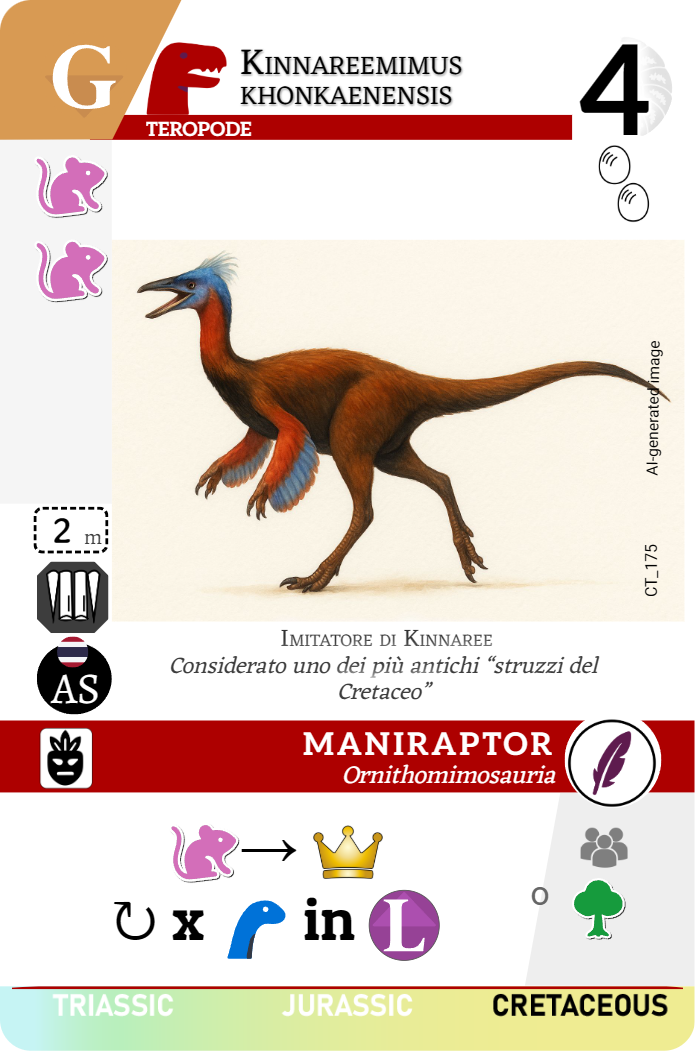 G
Kinnareemimus
khonkaenensis
4
TEROPODE
AI-generated image
CT_175
2 m
AS
Imitatore di Kinnaree
Considerato uno dei più antichi “struzzi del
Cretaceo”
MANIRAPTOR
Ornithomimosauria
o
x in L
TRIASSIC JURASSIC CRETACEOUS